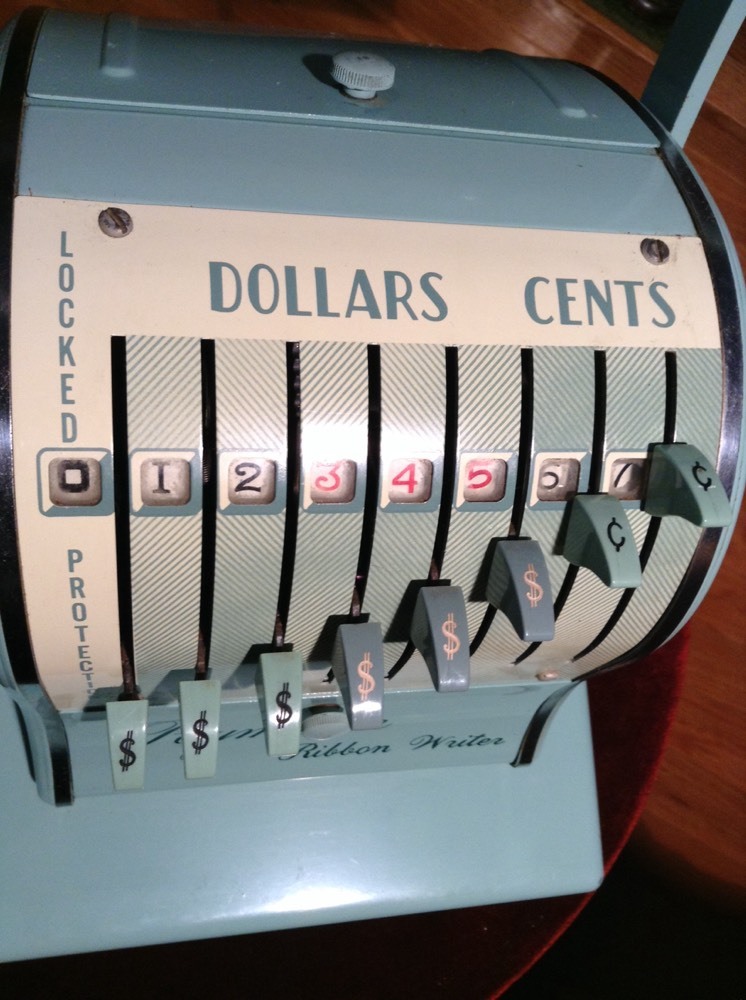 LOCKED
DOLLARS CENTS
0 1 2 3 4 5 6 7
$ $ $ $ $ $ ¢ ¢
Ribbon Writer